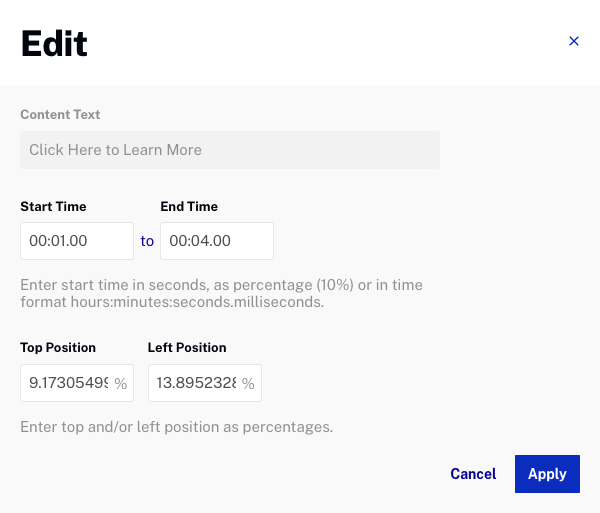 Edit
×
Content Text
Click Here to Learn More
Start Time End Time
00:01.00 to 00:04.00
Enter start time in seconds, as percentage (10%) or in time
format hours:minutes:seconds.milliseconds.
Top Position Left Position
9.1730549 % 13.895232 %
Enter top and/or left position as percentages.
Cancel Apply